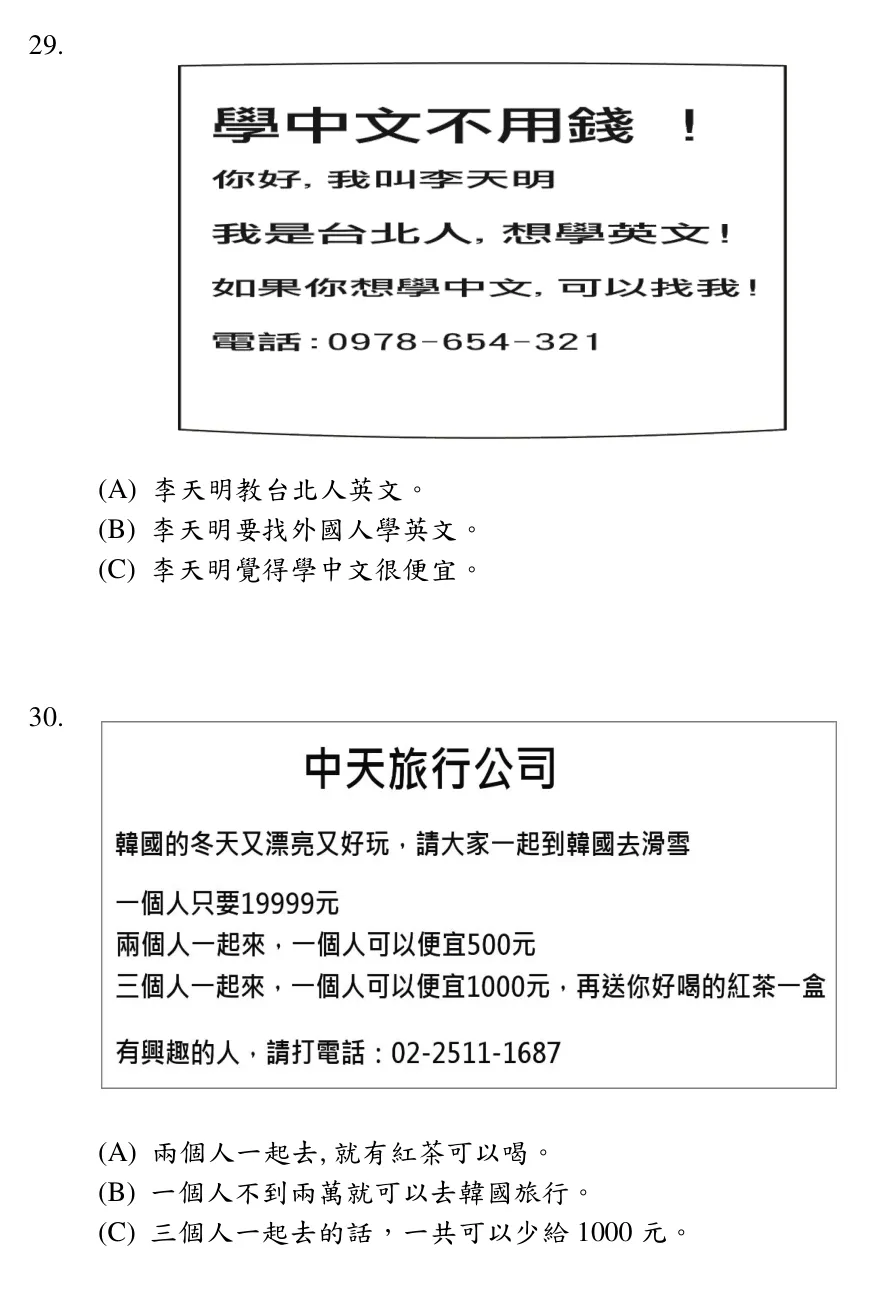 29.
學中文不用錢 !
你好, 我叫李天明
我是台北人, 想學英文!
如果你想學中文, 可以找我!
電話:0978-654-321
(A) 李天明教台北人英文。
(B) 李天明要找外國人學英文。
(C) 李天明覺得學中文很便宜。
30.
中天旅行公司
韓國的冬天又漂亮又好玩，請大家一起到韓國去滑雪
一個人只要19999元
兩個人一起來，一個人可以便宜500元
三個人一起來，一個人可以便宜1000元，再送你好喝的紅茶一盒
有興趣的人，請打電話：02-2511-1687
(A) 兩個人一起去, 就有紅茶可以喝。
(B) 一個人不到兩萬就可以去韓國旅行。
(C) 三個人一起去的話，一共可以少給 1000 元。